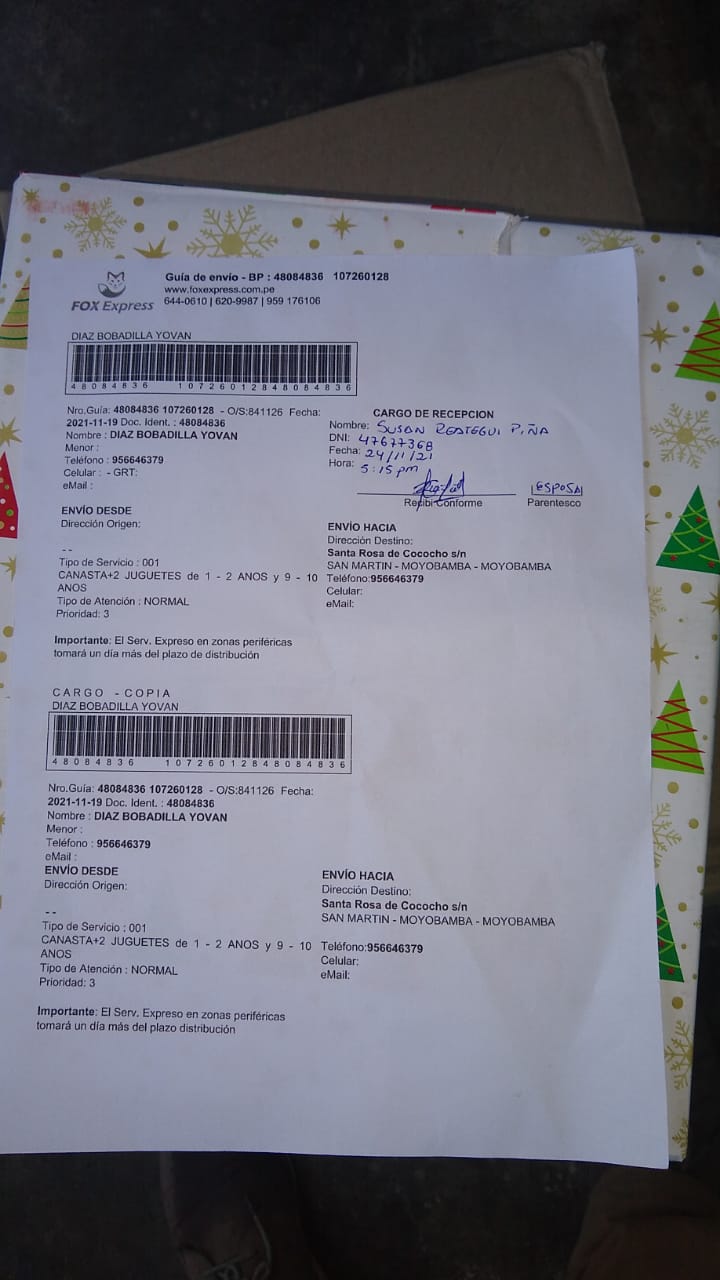 FOX Express
Guía de envío - BP : 48084836 107260128
www.foxexpress.com.pe
644-0610 | 620-9987 | 959 176106
DIAZ BOBADILLA YOVAN
48084836 10726012848084836
Nro.Guía: 48084836 107260128 - O/S:841126 Fecha:
2021-11-19 Doc. Ident. : 48084836
Nombre : DIAZ BOBADILLA YOVAN
Menor :
Teléfono : 956646379
Celular : - GRT:
eMail :
CARGO DE RECEPCION
Nombre: SUSAN REATEGUI PIÑA
DNI: 47677368
Fecha: 24/11/21
Hora: 5:15 pm
Recibi Conforme
ESPOSA
Parentesco
ENVÍO DESDE
Dirección Origen:
--
Tipo de Servicio : 001
CANASTA+2 JUGUETES de 1 - 2 ANOS y 9 - 10
ANOS
Tipo de Atención : NORMAL
Prioridad: 3
ENVÍO HACIA
Dirección Destino:
Santa Rosa de Cococho s/n
SAN MARTIN - MOYOBAMBA - MOYOBAMBA
Teléfono:956646379
Celular:
eMail:
Importante: El Serv. Expreso en zonas periféricas
tomará un día más del plazo de distribución
CARGO - COPIA
DIAZ BOBADILLA YOVAN
48084836 10726012848084836
Nro.Guía: 48084836 107260128 - O/S:841126 Fecha:
2021-11-19 Doc. Ident. : 48084836
Nombre : DIAZ BOBADILLA YOVAN
Menor :
Teléfono : 956646379
eMail :
ENVÍO DESDE
Dirección Origen:
--
Tipo de Servicio : 001
CANASTA+2 JUGUETES de 1 - 2 ANOS y 9 - 10
ANOS
Tipo de Atención : NORMAL
Prioridad: 3
ENVÍO HACIA
Dirección Destino:
Santa Rosa de Cococho s/n
SAN MARTIN - MOYOBAMBA - MOYOBAMBA
Teléfono:956646379
Celular:
eMail:
Importante: El Serv. Expreso en zonas periféricas
tomará un día más del plazo distribución